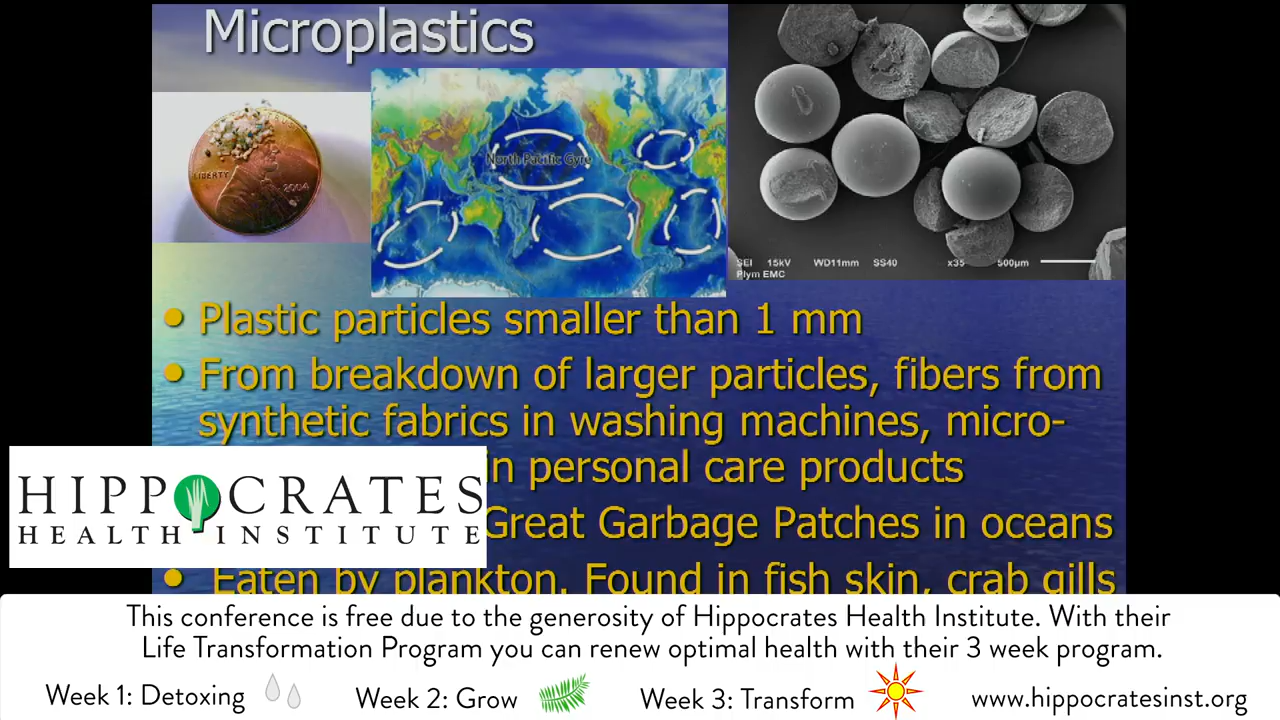 Microplastics
LIBERTY
2004
North Pacific Gyre
SEI 15kV WD11mm SS40 x35 500µm
Plym EMC
• Plastic particles smaller than 1 mm
• From breakdown of larger particles, fibers from
synthetic fabrics in washing machines, micro-
in personal care products
Great Garbage Patches in oceans
• Eaten by plankton. Found in fish skin, crab gills
HIPPOCRATES
HEALTH INSTITUTE
This conference is free due to the generosity of Hippocrates Health Institute. With their
Life Transformation Program you can renew optimal health with their 3 week program.
Week 1: Detoxing Week 2: Grow Week 3: Transform www.hippocratesinst.org